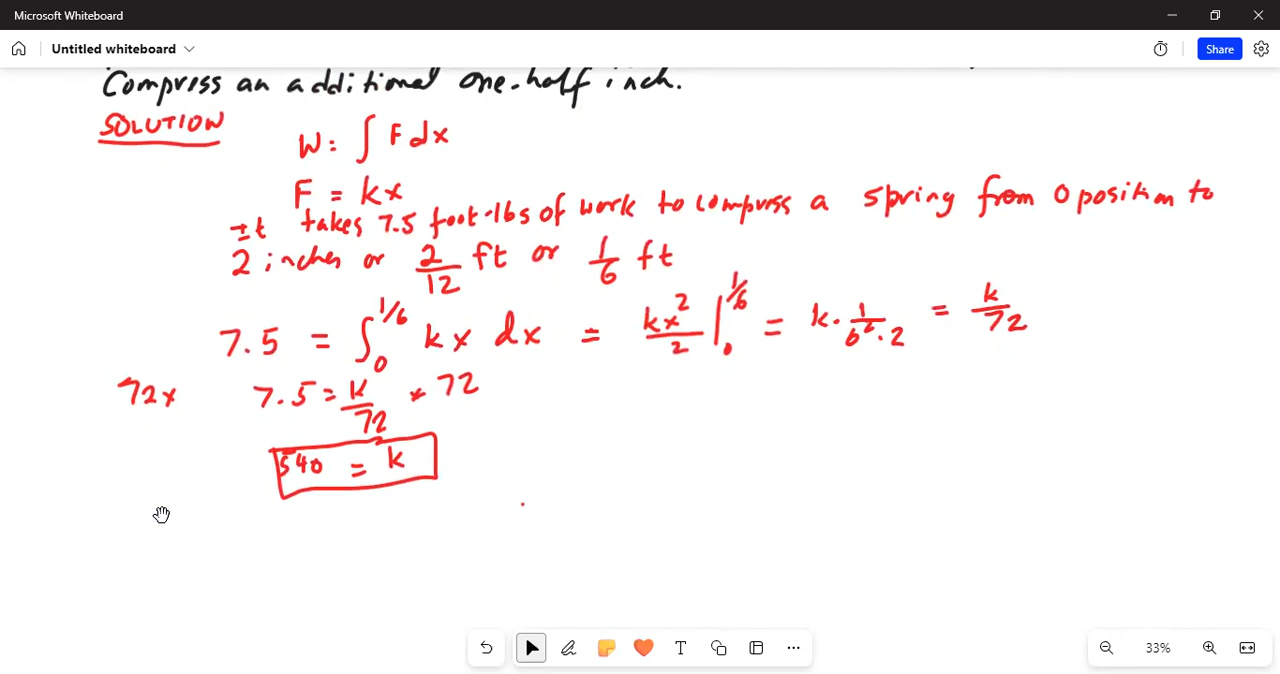 Microsoft Whiteboard
Untitled whiteboard
Share
Compress an additional one-half inch.
SOLUTION
W: ∫ F dx
F = kx
It takes 7.5 foot-lbs of work to compress a spring from 0 position to
2 inches or 2/12 ft or 1/6 ft
7.5 = ∫₀^1/6 kx dx = kx²/2 |₀^1/6 = k · 1/6²·2 = k/72
72 x 7.5 = k/72 x 72
540 = k
T
33%